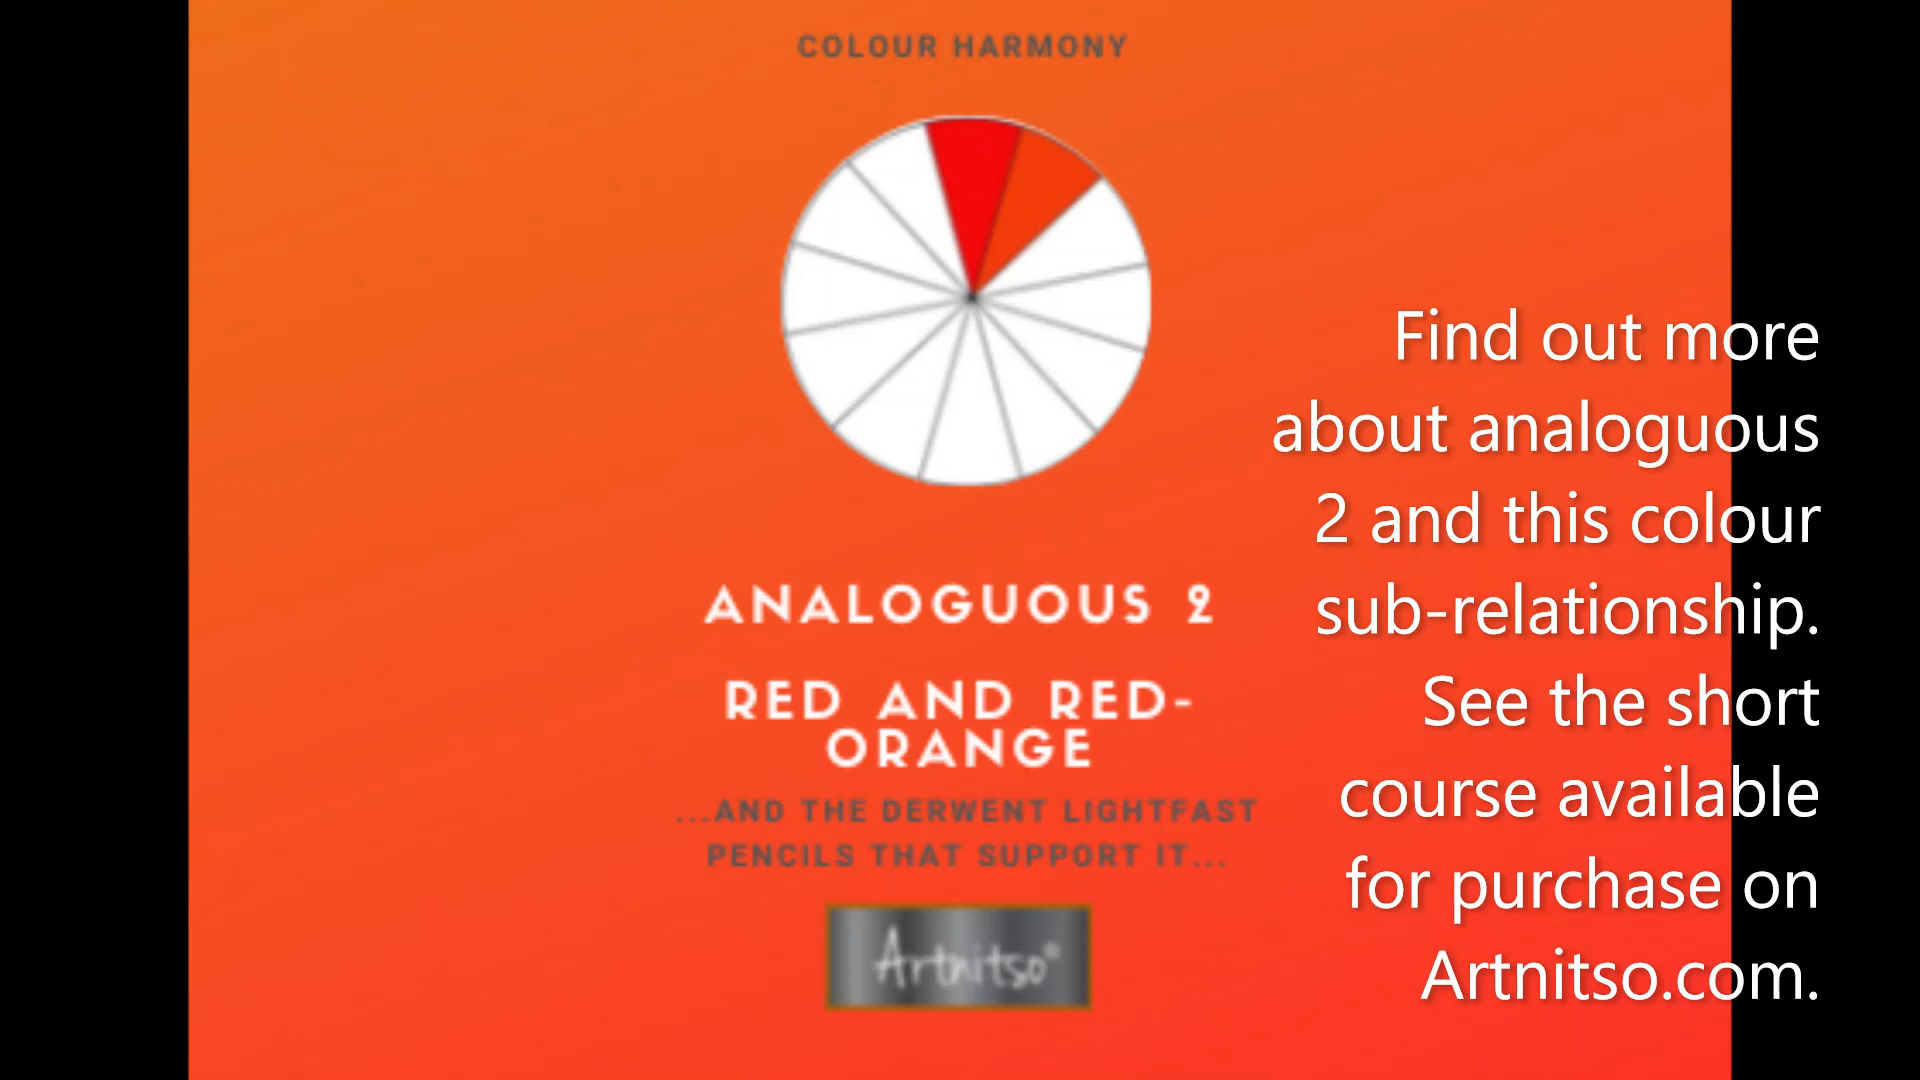 COLOUR HARMONY
ANALOGUOUS 2
RED AND RED-
ORANGE
...AND THE DERWENT LIGHTFAST
PENCILS THAT SUPPORT IT...
Artnitso®
Find out more
about analoguous
2 and this colour
sub-relationship.
See the short
course available
for purchase on
Artnitso.com.